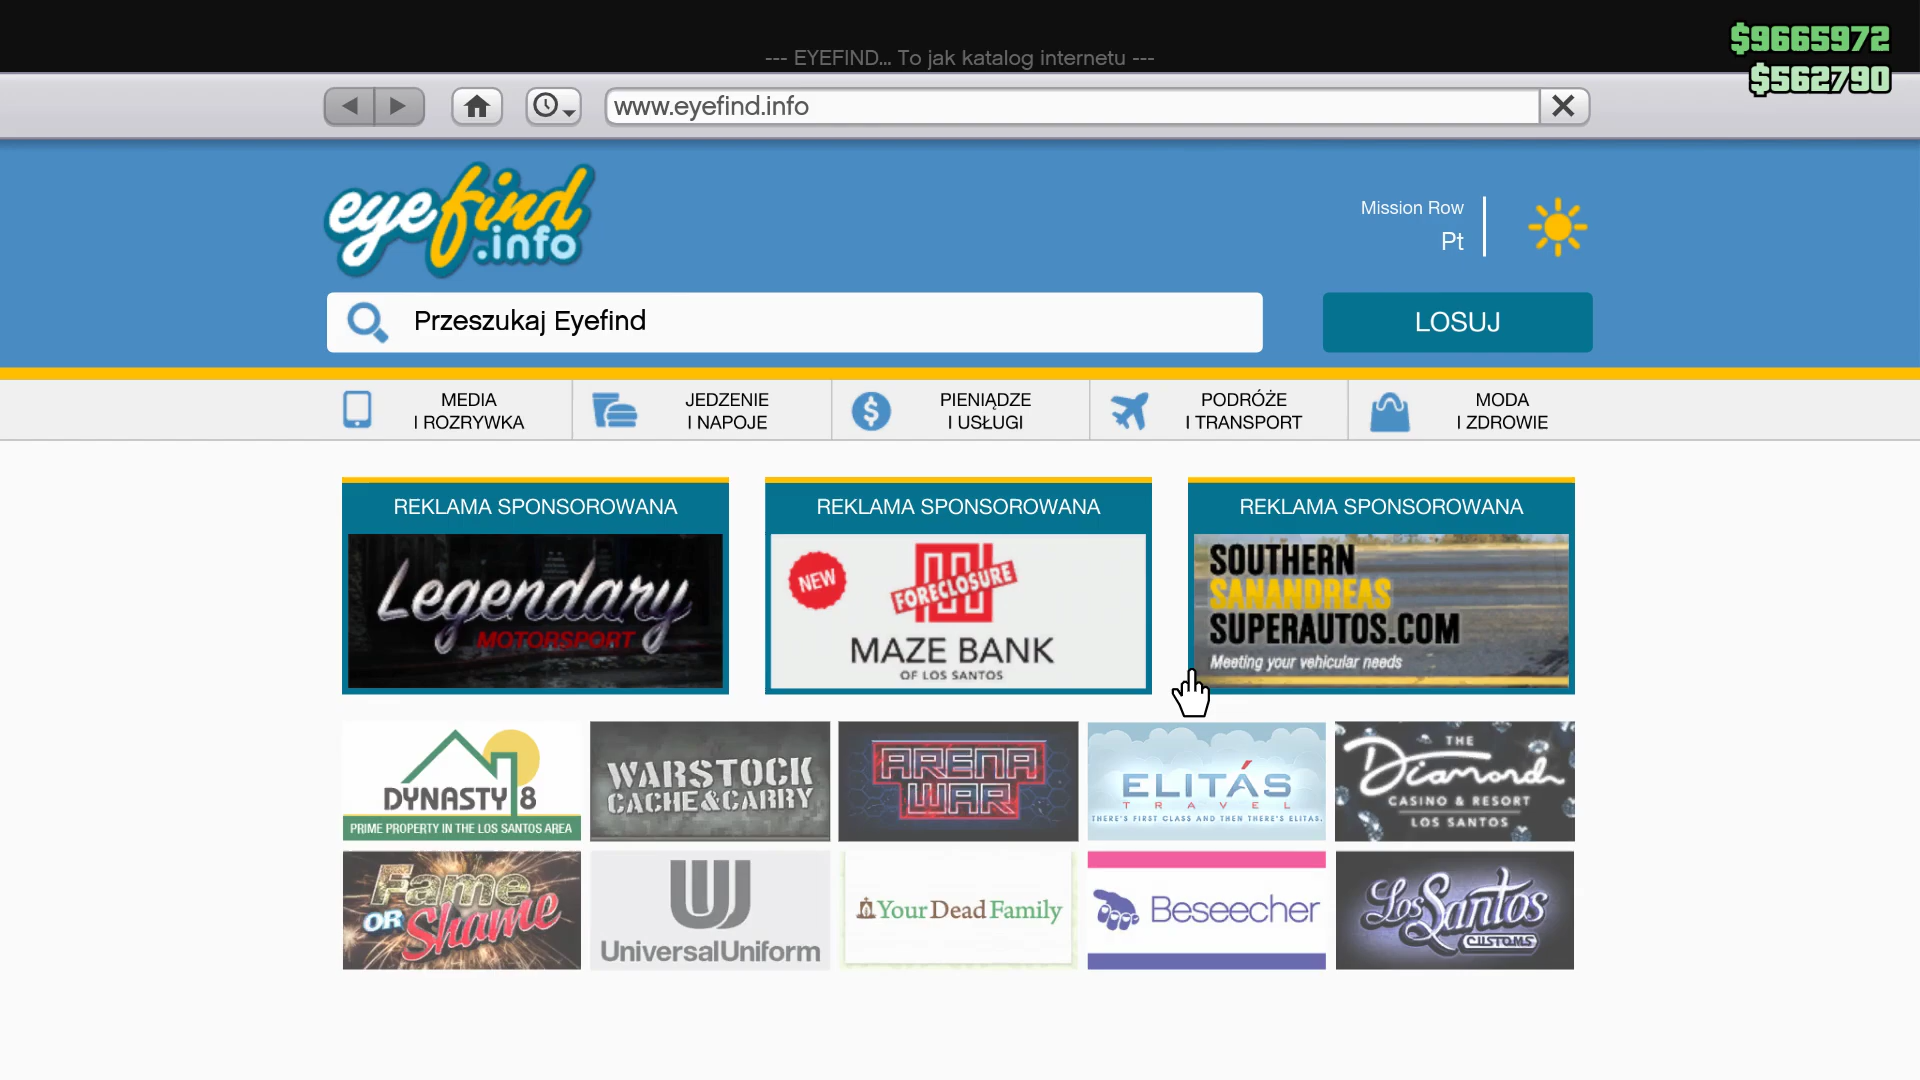 $9665972
--- EYEFIND... To jak katalog internetu ---
$562790
www.eyefind.info
eyefind
.info
Mission Row
Pt
Przeszukaj Eyefind
LOSUJ
MEDIA
I ROZRYWKA
JEDZENIE
I NAPOJE
PIENIĄDZE
I USŁUGI
PODRÓŻE
I TRANSPORT
MODA
I ZDROWIE
REKLAMA SPONSOROWANA
Legendary
MOTORSPORT
REKLAMA SPONSOROWANA
NEW
FORECLOSURE
MAZE BANK
OF LOS SANTOS
REKLAMA SPONSOROWANA
SOUTHERN
SANANDREAS
SUPERAUTOS.COM
Meeting your vehicular needs
DYNASTY 8
PRIME PROPERTY IN THE LOS SANTOS AREA
WARSTOCK
CACHE&CARRY
ARENA
WAR
ELITÁS
TRAVEL
THERE'S FIRST CLASS AND THEN THERE'S ELITÁS.
THE
Diamond
CASINO & RESORT
LOS SANTOS
Fame
OR Shame
UU
UniversalUniform
YourDeadFamily
Beseecher
Los Santos
CUSTOMS